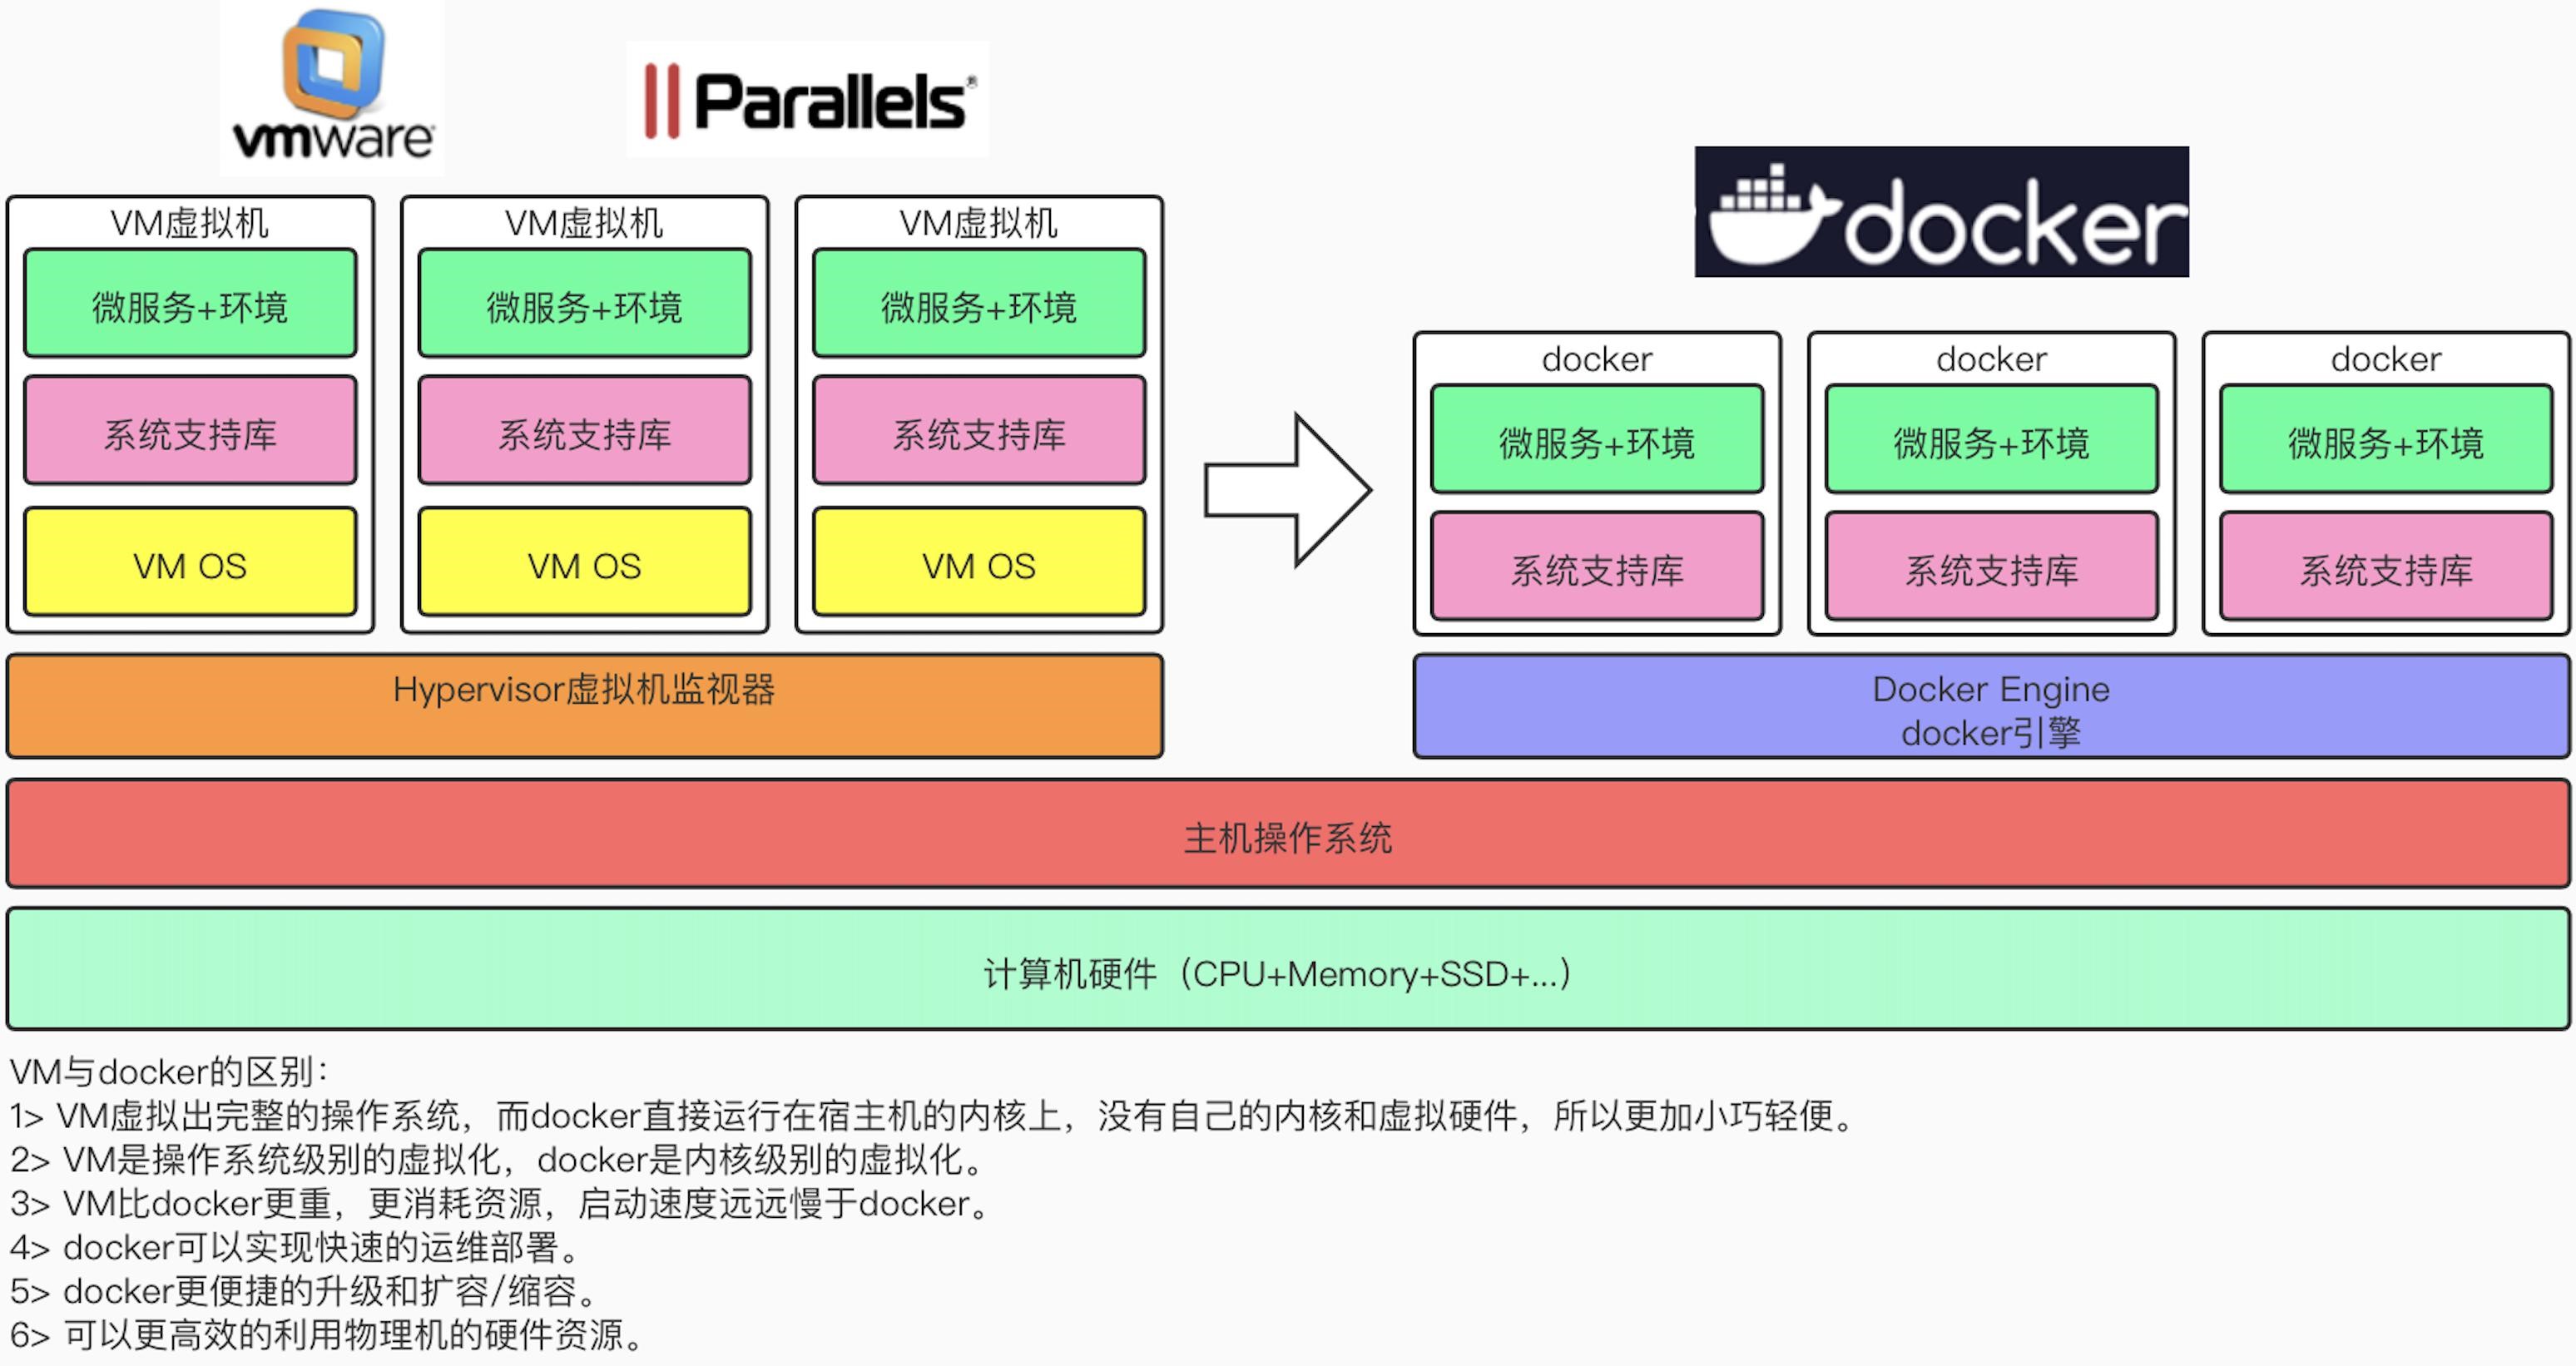 vmware
Parallels®
docker
VM虚拟机
VM虚拟机
VM虚拟机
微服务+环境
微服务+环境
微服务+环境
系统支持库
系统支持库
系统支持库
VM OS
VM OS
VM OS
docker
docker
docker
微服务+环境
微服务+环境
微服务+环境
系统支持库
系统支持库
系统支持库
Hypervisor虚拟机监视器
Docker Engine
docker引擎
主机操作系统
计算机硬件（CPU+Memory+SSD+...）
VM与docker的区别：
1> VM虚拟出完整的操作系统，而docker直接运行在宿主机的内核上，没有自己的内核和虚拟硬件，所以更加小巧轻便。
2> VM是操作系统级别的虚拟化，docker是内核级别的虚拟化。
3> VM比docker更重，更消耗资源，启动速度远远慢于docker。
4> docker可以实现快速的运维部署。
5> docker更便捷的升级和扩容/缩容。
6> 可以更高效的利用物理机的硬件资源。